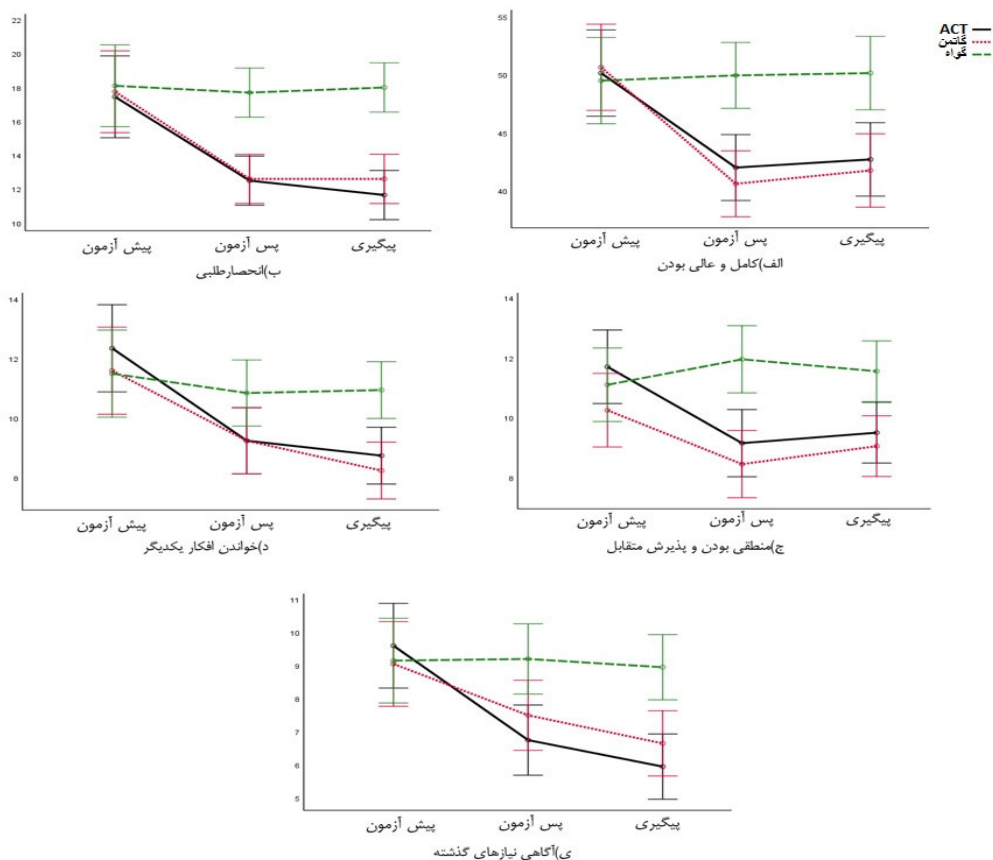 ACT
گاتمن
گواه
55
50
45
40
پیش آزمون
پس آزمون
پیگیری
الف)کامل و عالی بودن
22
20
18
16
14
12
10
پیش آزمون
پس آزمون
پیگیری
ب)انحصارطلبی
14
12
10
8
پیش آزمون
پس آزمون
پیگیری
ج)منطقی بودن و پذیرش متقابل
14
12
10
8
پیش آزمون
پس آزمون
پیگیری
د)خواندن افکار یکدیگر
11
10
9
8
7
6
5
پیش آزمون
پس آزمون
پیگیری
ی)آگاهی نیازهای گذشته